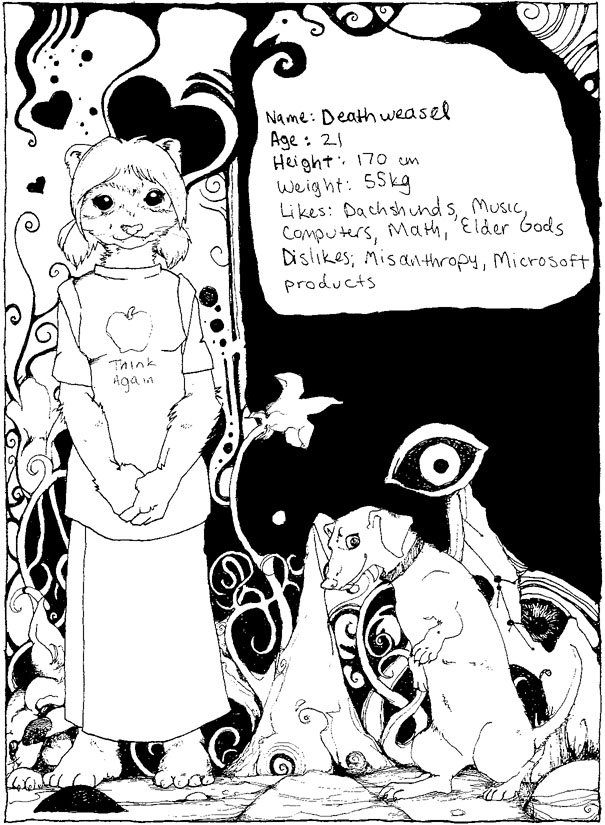 Name: Deathweasel
Age: 21
Height: 170 cm
Weight: 55kg
Likes: Dachshunds, Music,
Computers, Math, Elder Gods
Dislikes; Misanthropy, Microsoft
products
Think
Again